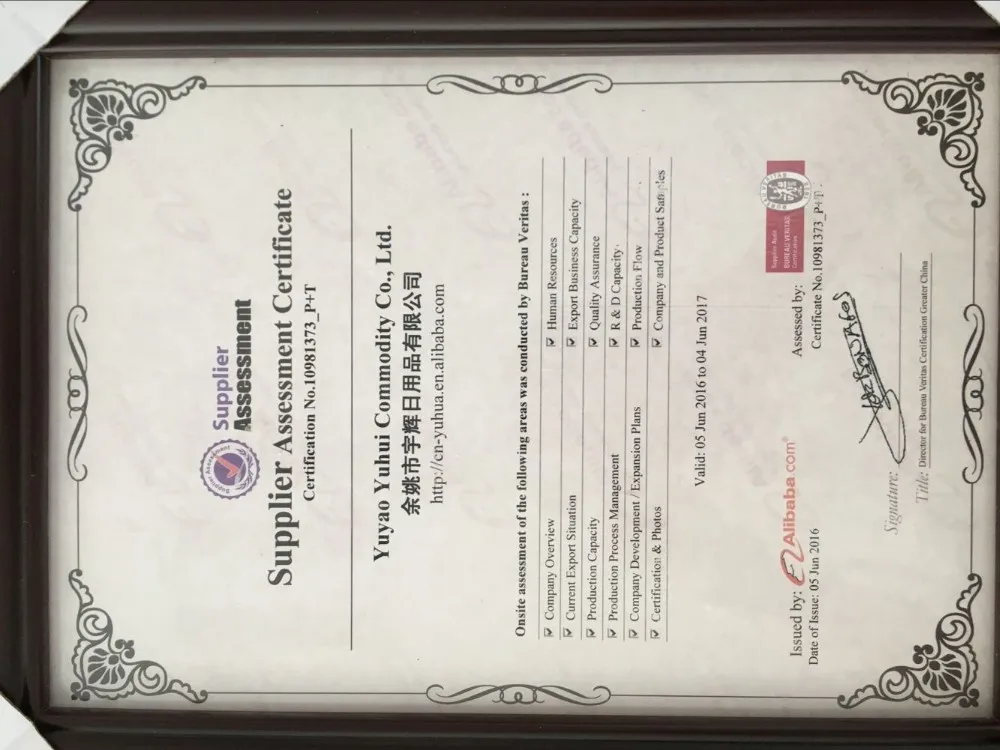 Supplier
Assessment
Supplier Assessment Certificate
Certification No.10981373_P+T
Yuyao Yuhui Commodity Co., Ltd.
余姚市宇辉日用品有限公司
http://cn-yuhua.en.alibaba.com
Onsite assessment of the following areas was conducted by Bureau Veritas :
Company Overview Human Resources
Current Export Situation Export Business Capacity
Production Capacity Quality Assurance
Production Process Management R & D Capacity
Company Development / Expansion Plans Production Flow
Certification & Photos Company and Product Samples
Valid: 05 Jun 2016 to 04 Jun 2017
Issued by: Alibaba.com®
Date of Issue: 05 Jun 2016
Assessed by:
Supplier Audit
BUREAU VERITAS
Certification
Certificate No.10981373_P+T
Signature:
Title: Director for Bureau Veritas Certification Greater China